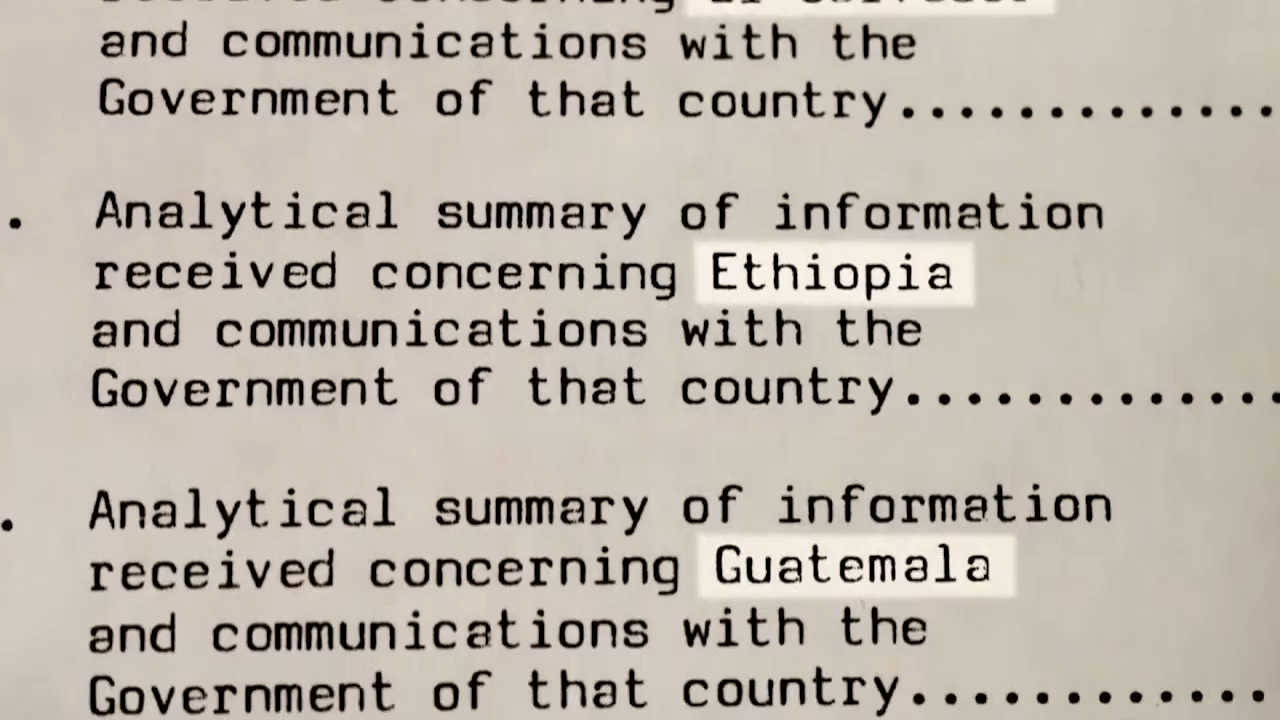 and communications with the
Government of that country.............
. Analytical summary of information
received concerning Ethiopia
and communications with the
Government of that country.............
. Analytical summary of information
received concerning Guatemala
and communications with the
Government of that country............